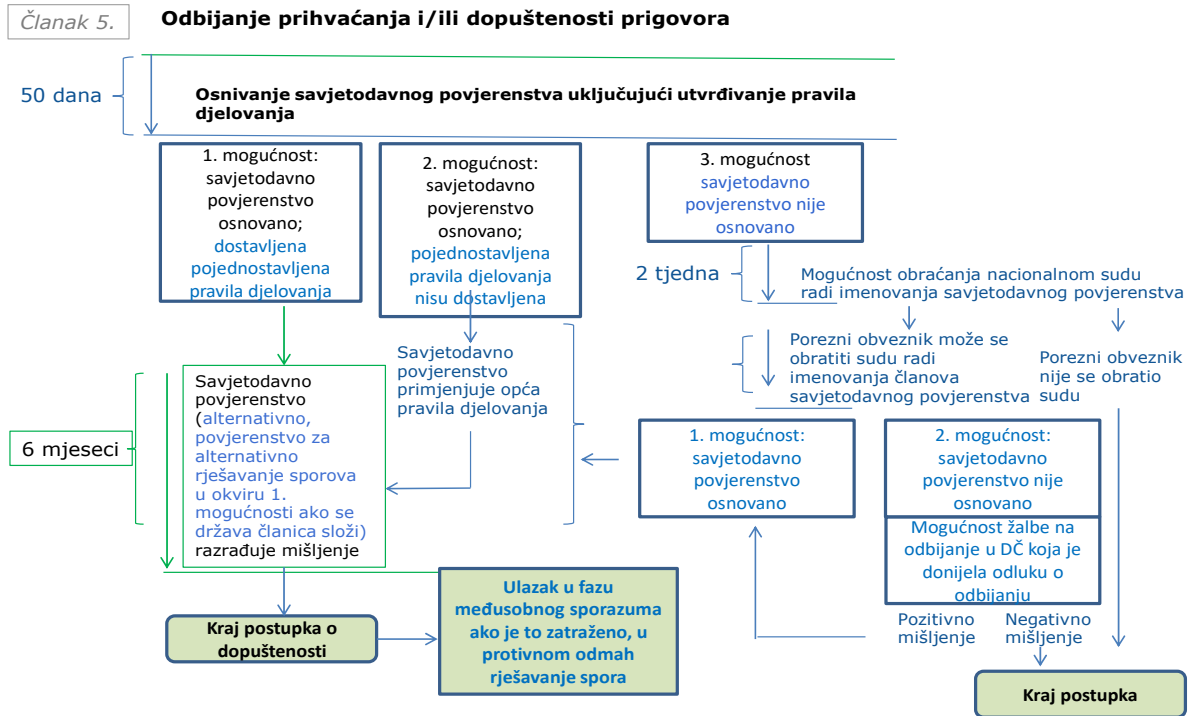 Članak 5.
Odbijanje prihvaćanja i/ili dopuštenosti prigovora
50 dana
Osnivanje savjetodavnog povjerenstva uključujući utvrđivanje pravila
djelovanja
1. mogućnost:
savjetodavno
povjerenstvo
osnovano;
dostavljena
pojednostavljena
pravila djelovanja
2. mogućnost:
savjetodavno
povjerenstvo
osnovano;
pojednostavljena
pravila djelovanja
nisu dostavljena
3. mogućnost
savjetodavno
povjerenstvo nije
osnovano
2 tjedna
Mogućnost obraćanja nacionalnom sudu
radi imenovanja savjetodavnog povjerenstva
Savjetodavno
povjerenstvo
primjenjuje opća
pravila djelovanja
Porezni obveznik može se
obratiti sudu radi
imenovanja članova
savjetodavnog povjerenstva
Porezni obveznik
nije se obratio
sudu
6 mjeseci
Savjetodavno
povjerenstvo
(alternativno,
povjerenstvo za
alternativno
rješavanje sporova
u okviru 1.
mogućnosti ako se
država članica složi)
razrađuje mišljenje
1. mogućnost:
savjetodavno
povjerenstvo
osnovano
2. mogućnost:
savjetodavno
povjerenstvo nije
osnovano
Mogućnost žalbe na
odbijanje u DČ koja je
donijela odluku o
odbijanju
Pozitivno
mišljenje
Negativno
mišljenje
Kraj postupka o
dopuštenosti
Ulazak u fazu
međusobnog sporazuma
ako je to zatraženo, u
protivnom odmah
rješavanje spora
Kraj postupka